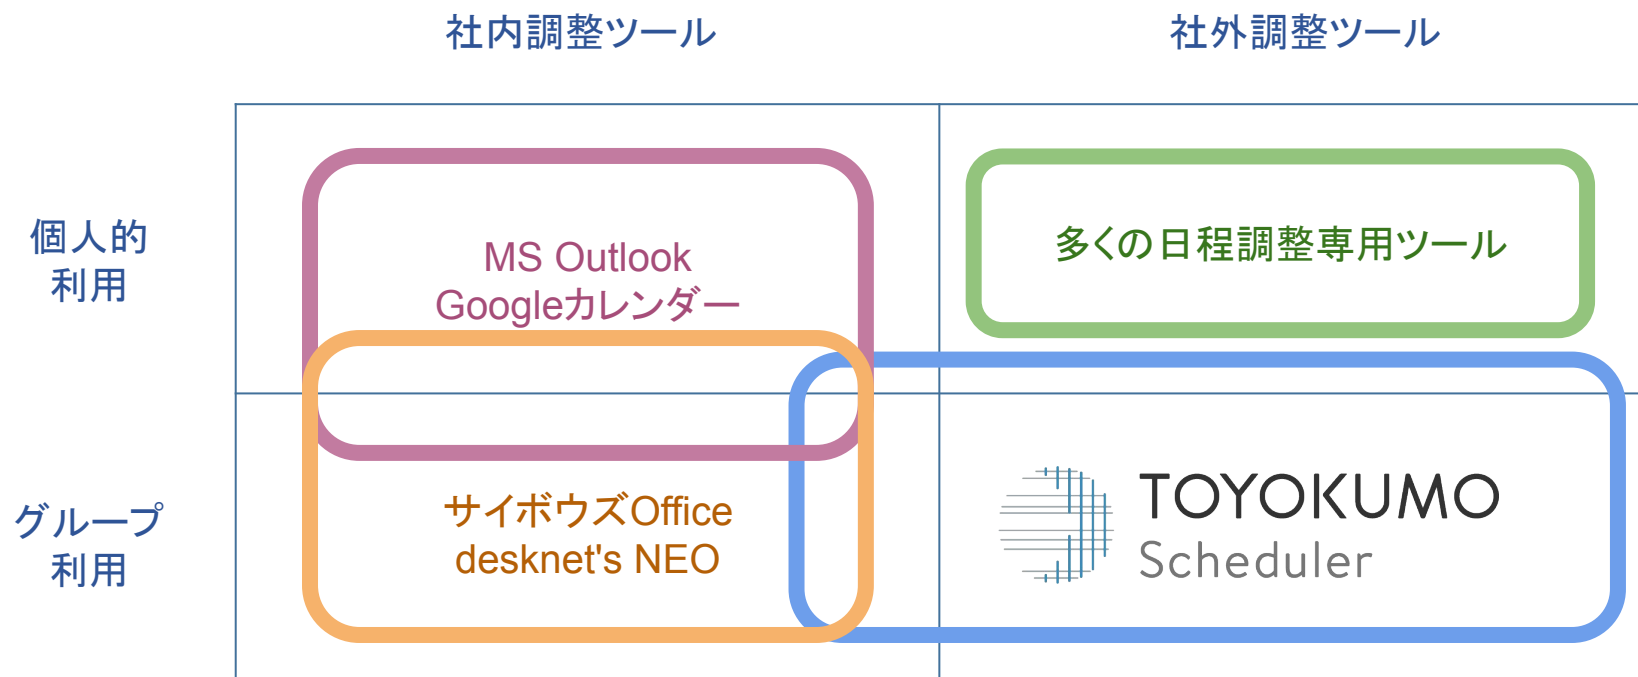 社内調整ツール
社外調整ツール
個人的
利用
MS Outlook
Googleカレンダー
多くの日程調整専用ツール
グループ
利用
サイボウズOffice
desknet's NEO
TOYOKUMO
Scheduler